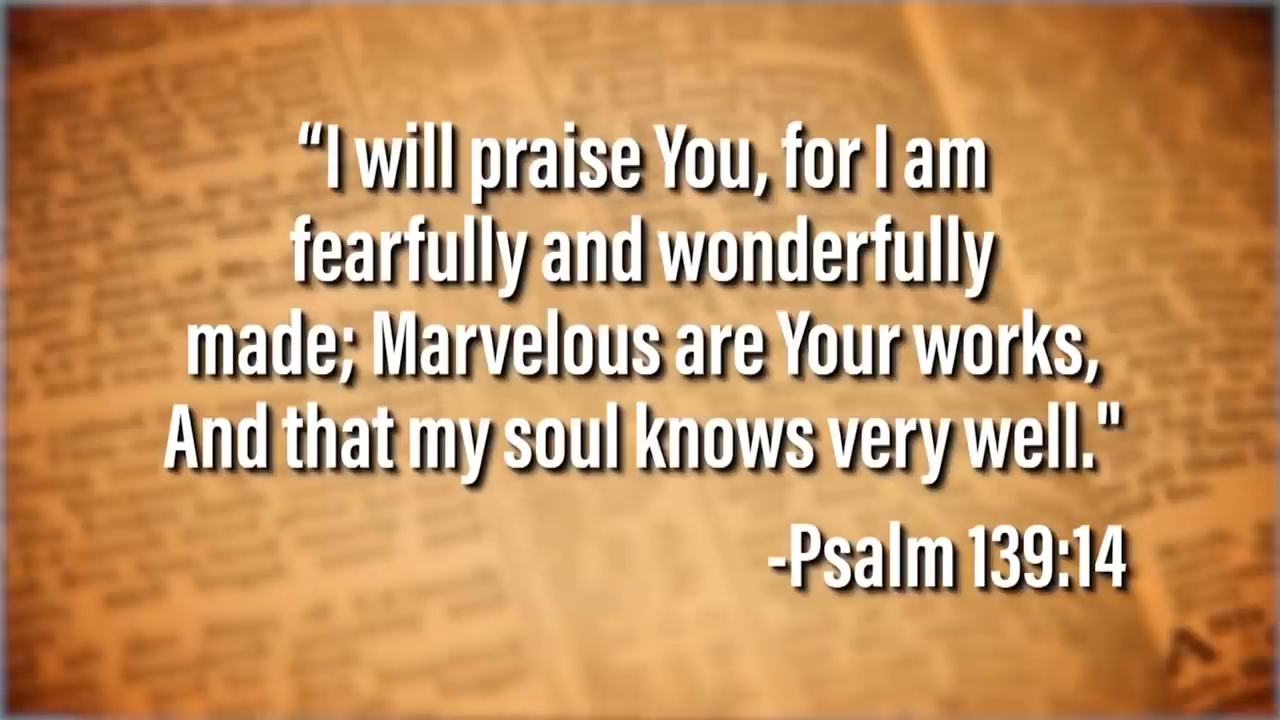 “I will praise You, for I am
fearfully and wonderfully
made; Marvelous are Your works,
And that my soul knows very well."
-Psalm 139:14